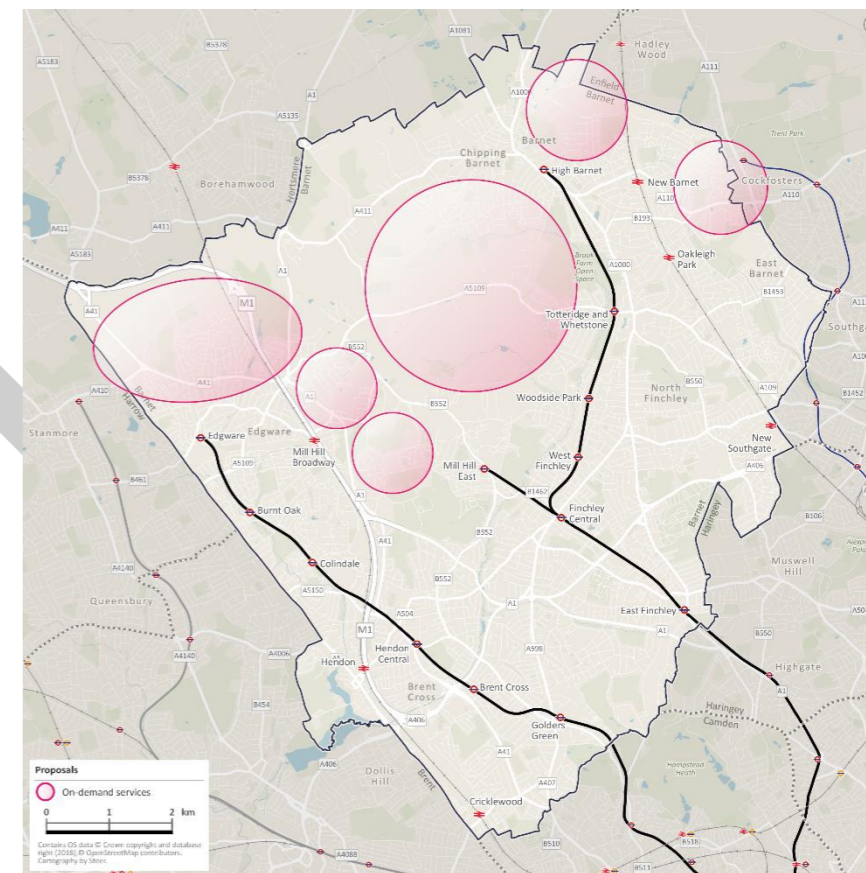 A1081
B5378
A5183
Hadley
Wood
A111
A1
A1000
Enfield
Barnet
A5135
Trent Park
Barnet
Chipping
Barnet
B5378
High Barnet
New Barnet
Cockfosters
A110
A110
Borehamwood
Hertsmere
Barnet
A411
A411
A411
B193
A5183
A1
Oakleigh
Park
East
Barnet
Brook
Farm
Open
Space
A1000
A5109
B1453
M1
A41
Totteridge and
Whetstone
B552
A41
A1
B550
A109
B1452
A410
Barnet
Harrow
B552
Woodside Park
North
Finchley
Stanmore
Edgware
Edgware
Mill Hill
Broadway
New
Southgate
A5109
Mill Hill
East
West
Finchley
A406
B461
A1
B1462
Finchley
Central
Barnet
Haringey
Burnt Oak
B552
B106
A41
Colindale
Muswell
Hill
A4140
B552
A5150
A1
Queensbury
A504
East Finchley
M1
A1
B550
Hendon
Central
A598
A4006
A4140
Hendon
Highgate
Brent
Cross
Brent Cross
A1
B454
Haringey
Camden
A406
Golders
Green
A41
Hampstead
Heath
A406
Dollis
Hill
Brent
A407
Cricklewood
B510
B518
A4088
B511
Proposals
On-demand services
0 1 2 km
Contains OS data © Crown copyright and database
right (2018) © OpenStreetMap contributors.
Cartography by Steer.